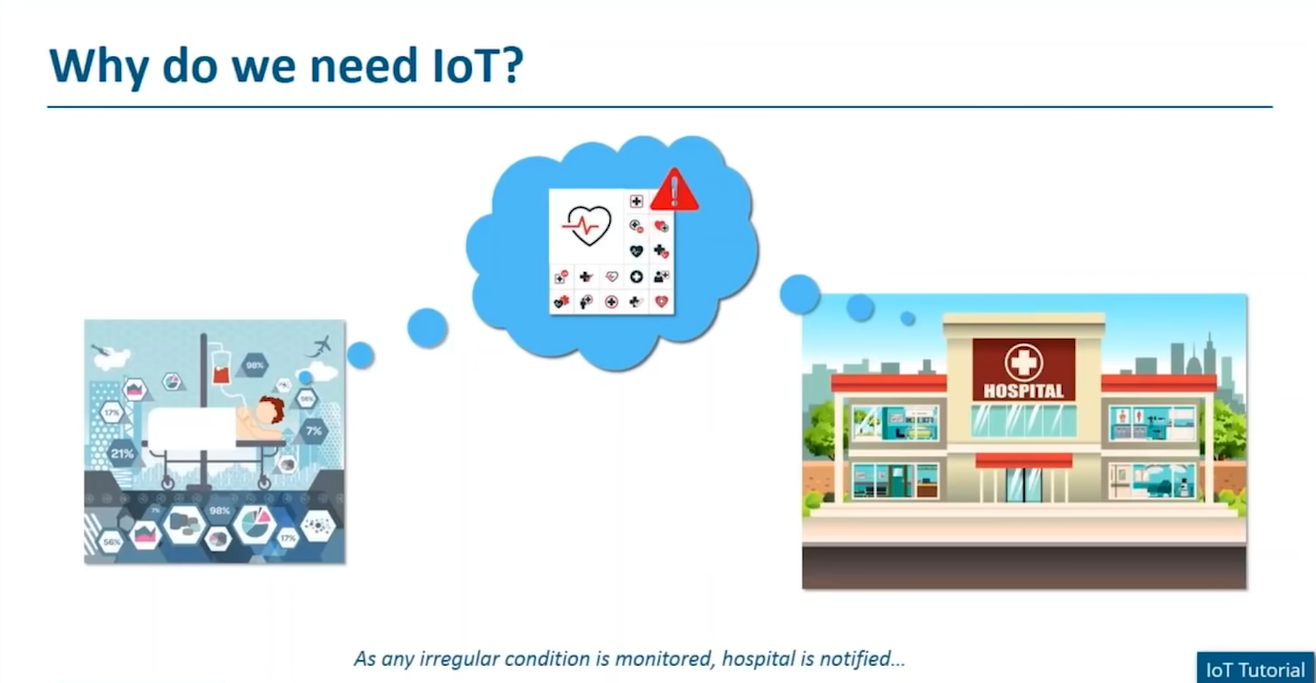 Why do we need IoT?
HOSPITAL
98%
98%
17%
7%
21%
7%
98%
56%
17%
As any irregular condition is monitored, hospital is notified...
IoT Tutorial